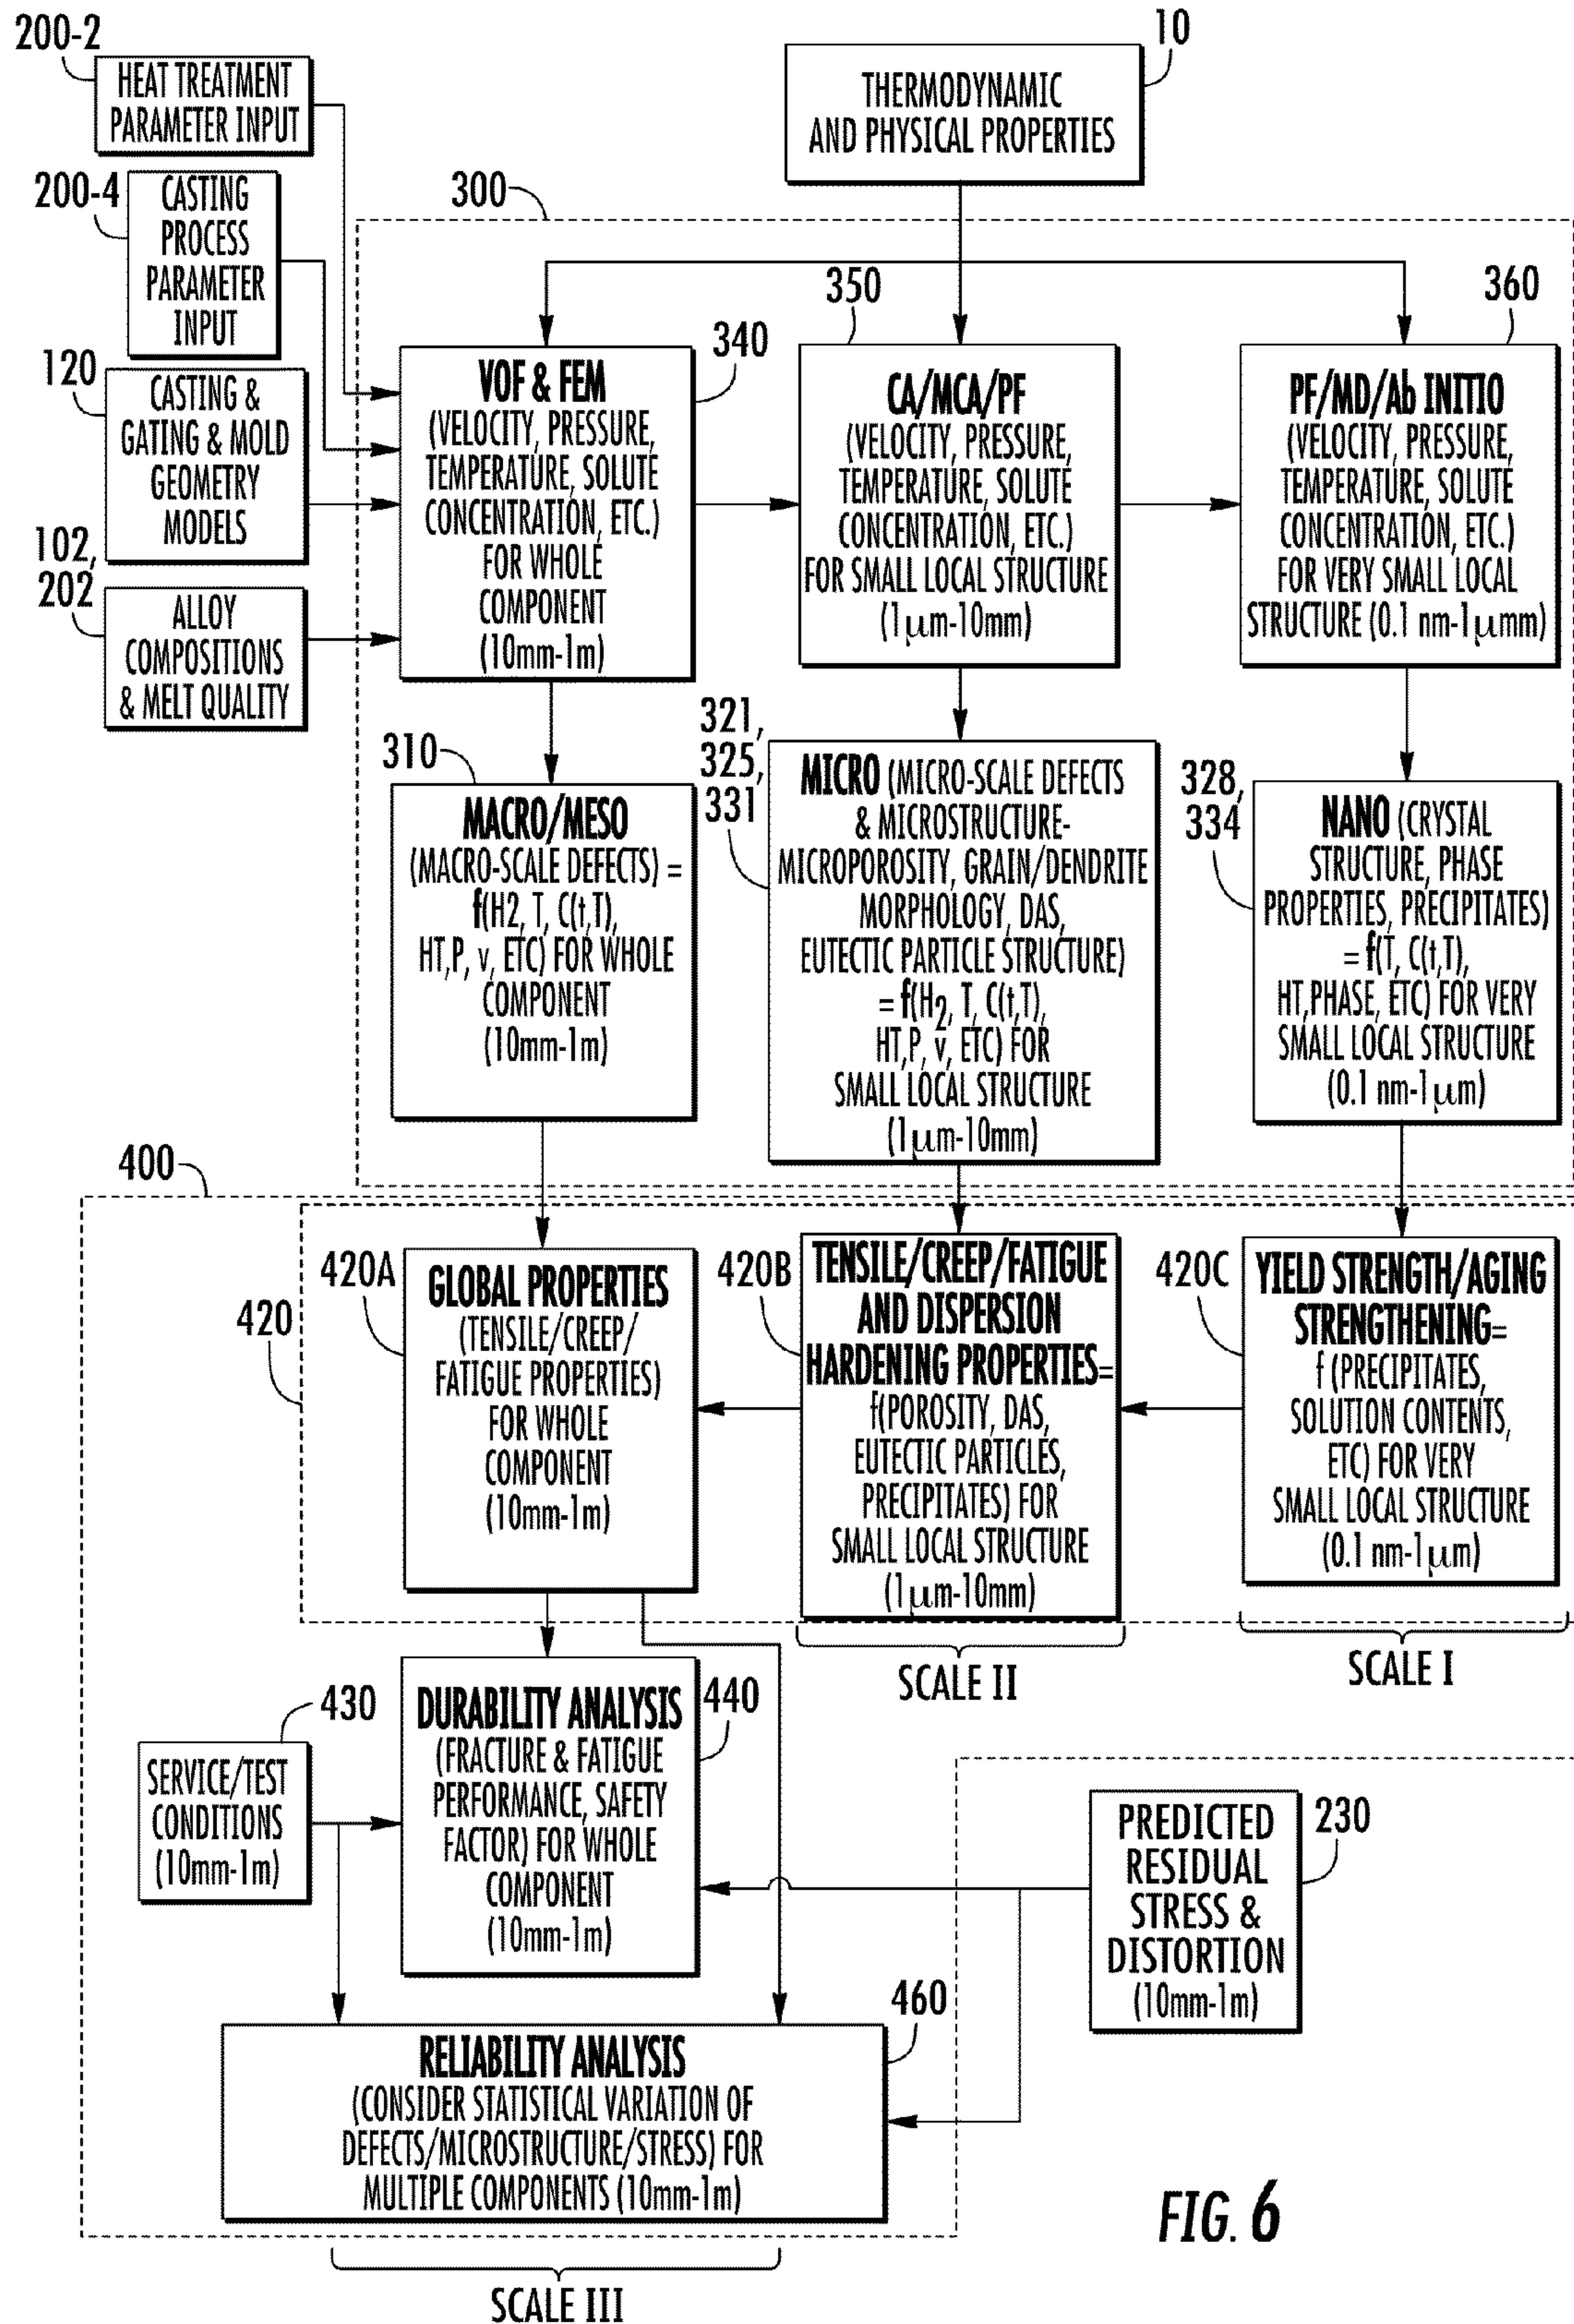 200-2
HEAT TREATMENT
PARAMETER INPUT
10
THERMODYNAMIC
AND PHYSICAL PROPERTIES
200-4
CASTING
PROCESS
PARAMETER
INPUT
300
120
CASTING &
GATING & MOLD
GEOMETRY
MODELS
102,
202
ALLOY
COMPOSITIONS
& MELT QUALITY
340
VOF & FEM
(VELOCITY, PRESSURE,
TEMPERATURE, SOLUTE
CONCENTRATION, ETC.)
FOR WHOLE
COMPONENT
(10mm-1m)
350
CA/MCA/PF
(VELOCITY, PRESSURE,
TEMPERATURE, SOLUTE
CONCENTRATION, ETC.)
FOR SMALL LOCAL STRUCTURE
(1μm-10mm)
360
PF/MD/Ab INITIO
(VELOCITY, PRESSURE,
TEMPERATURE, SOLUTE
CONCENTRATION, ETC.)
FOR VERY SMALL LOCAL
STRUCTURE (0.1 nm-1μmm)
310
MACRO/MESO
(MACRO-SCALE DEFECTS) =
f(H2, T, C(t,T),
HT,P, v, ETC) FOR WHOLE
COMPONENT
(10mm-1m)
321,
325,
331
MICRO (MICRO-SCALE DEFECTS
& MICROSTRUCTURE-
MICROPOROSITY, GRAIN/DENDRITE
MORPHOLOGY, DAS,
EUTECTIC PARTICLE STRUCTURE)
= f(H2, T, C(t,T),
HT,P, v, ETC) FOR
SMALL LOCAL STRUCTURE
(1μm-10mm)
328,
334
NANO (CRYSTAL
STRUCTURE, PHASE
PROPERTIES, PRECIPITATES)
= f(T, C(t,T),
HT,PHASE, ETC) FOR VERY
SMALL LOCAL STRUCTURE
(0.1 nm-1μm)
400
420
420A
GLOBAL PROPERTIES
(TENSILE/CREEP/
FATIGUE PROPERTIES)
FOR WHOLE
COMPONENT
(10mm-1m)
420B
TENSILE/CREEP/FATIGUE
AND DISPERSION
HARDENING PROPERTIES=
f(POROSITY, DAS,
EUTECTIC PARTICLES,
PRECIPITATES) FOR
SMALL LOCAL STRUCTURE
(1μm-10mm)
420C
YIELD STRENGTH/AGING
STRENGTHENING=
f (PRECIPITATES,
SOLUTION CONTENTS,
ETC) FOR VERY
SMALL LOCAL STRUCTURE
(0.1 nm-1μm)
SCALE II
SCALE I
430
SERVICE/TEST
CONDITIONS
(10mm-1m)
440
DURABILITY ANALYSIS
(FRACTURE & FATIGUE
PERFORMANCE, SAFETY
FACTOR) FOR WHOLE
COMPONENT
(10mm-1m)
230
PREDICTED
RESIDUAL
STRESS &
DISTORTION
(10mm-1m)
460
RELIABILITY ANALYSIS
(CONSIDER STATISTICAL VARIATION OF
DEFECTS/MICROSTRUCTURE/STRESS) FOR
MULTIPLE COMPONENTS (10mm-1m)
SCALE III
FIG. 6